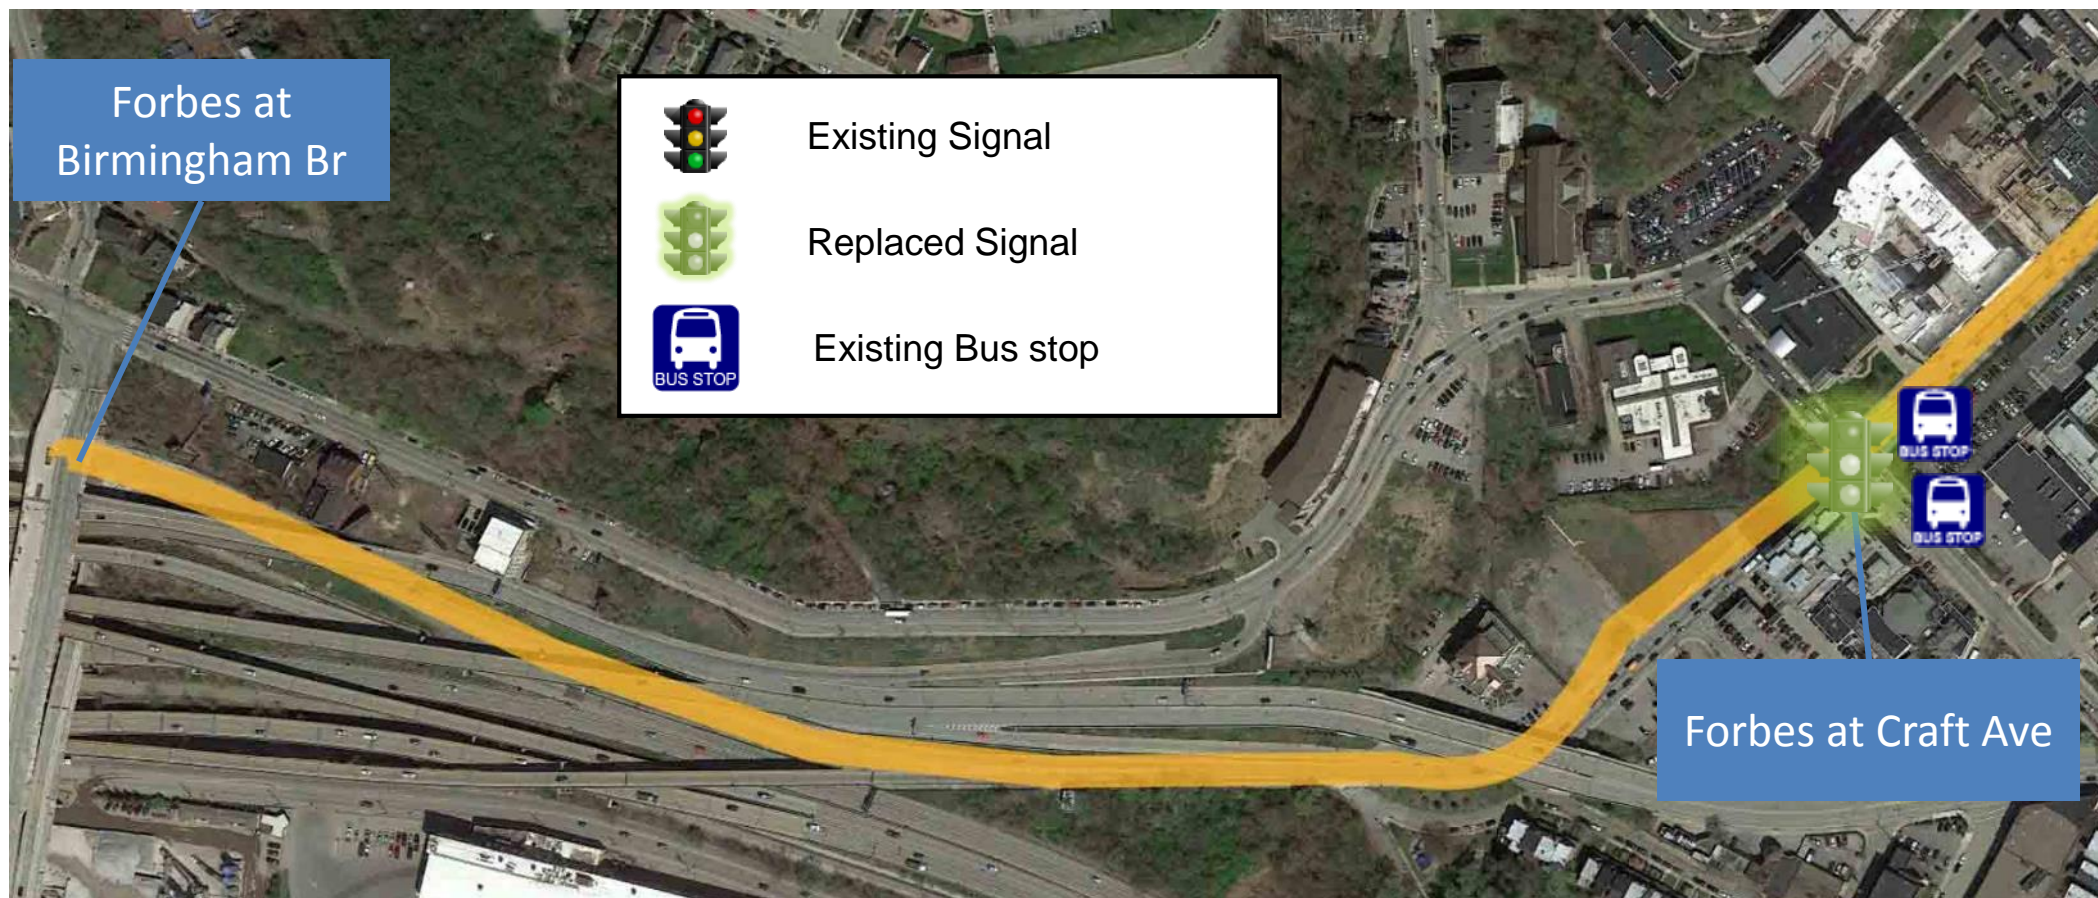 Forbes at
Birmingham Br
Existing Signal
Replaced Signal
BUS STOP
Existing Bus stop
BUS STOP
BUS STOP
Forbes at Craft Ave